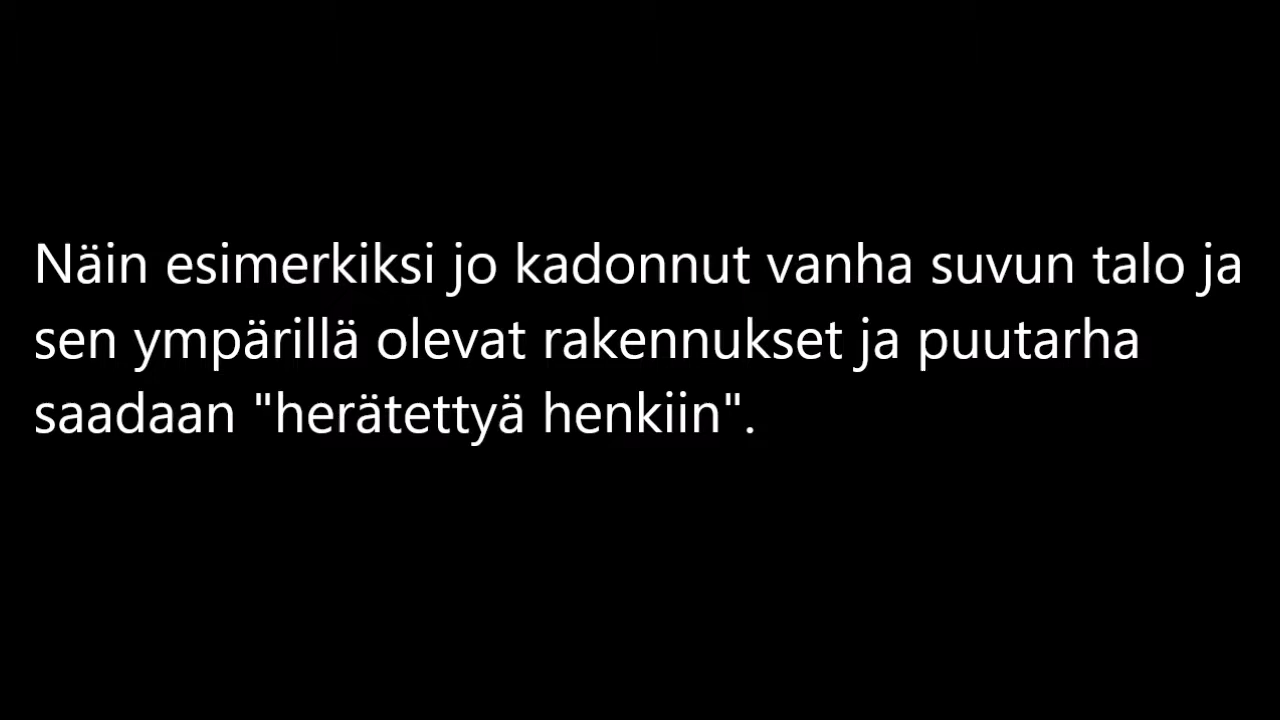 Näin esimerkiksi jo kadonnut vanha suvun talo ja
sen ympärillä olevat rakennukset ja puutarha
saadaan "herätettyä henkiin".